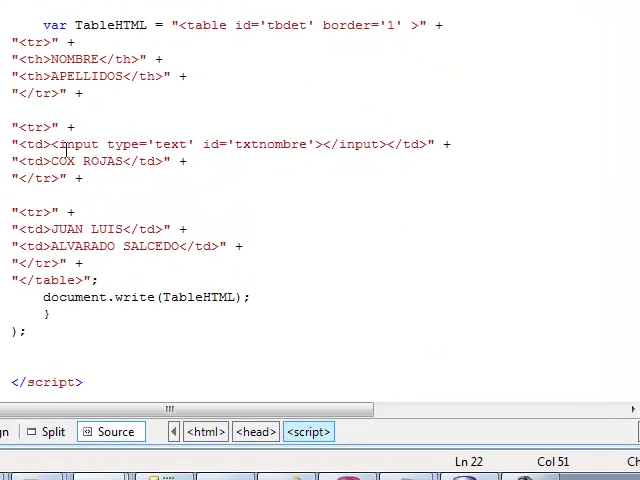 var TableHTML = "<table id='tbdet' border='1' >" +
"<tr>" +
"<th>NOMBRE</th>" +
"<th>APELLIDOS</th>" +
"</tr>" +
"<tr>" +
"<td><input type='text' id='txtnombre'></input></td>" +
"<td>COX ROJAS</td>" +
"</tr>" +
"<tr>" +
"<td>JUAN LUIS</td>" +
"<td>ALVARADO SALCEDO</td>" +
"</tr>" +
"</table>";
document.write(TableHTML);
}
);
</script>
Split Source <html> <head> <script>
Ln 22 Col 51